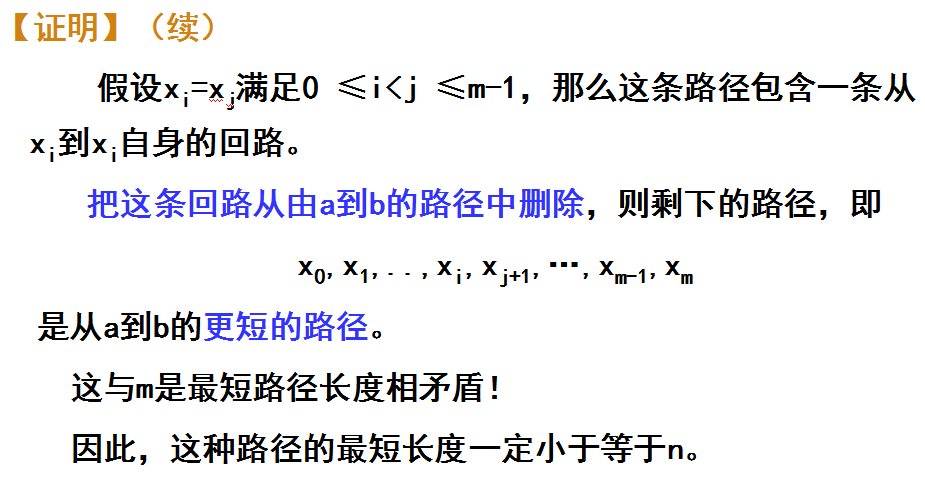 【证明】（续）
假设xi=xj满足0 ≤i<j ≤m-1，那么这条路径包含一条从
xi到xi自身的回路。
把这条回路从由a到b的路径中删除，则剩下的路径，即
x0, x1, . . , xi, xj+1, …, xm-1, xm
是从a到b的更短的路径。
这与m是最短路径长度相矛盾！
因此，这种路径的最短长度一定小于等于n。